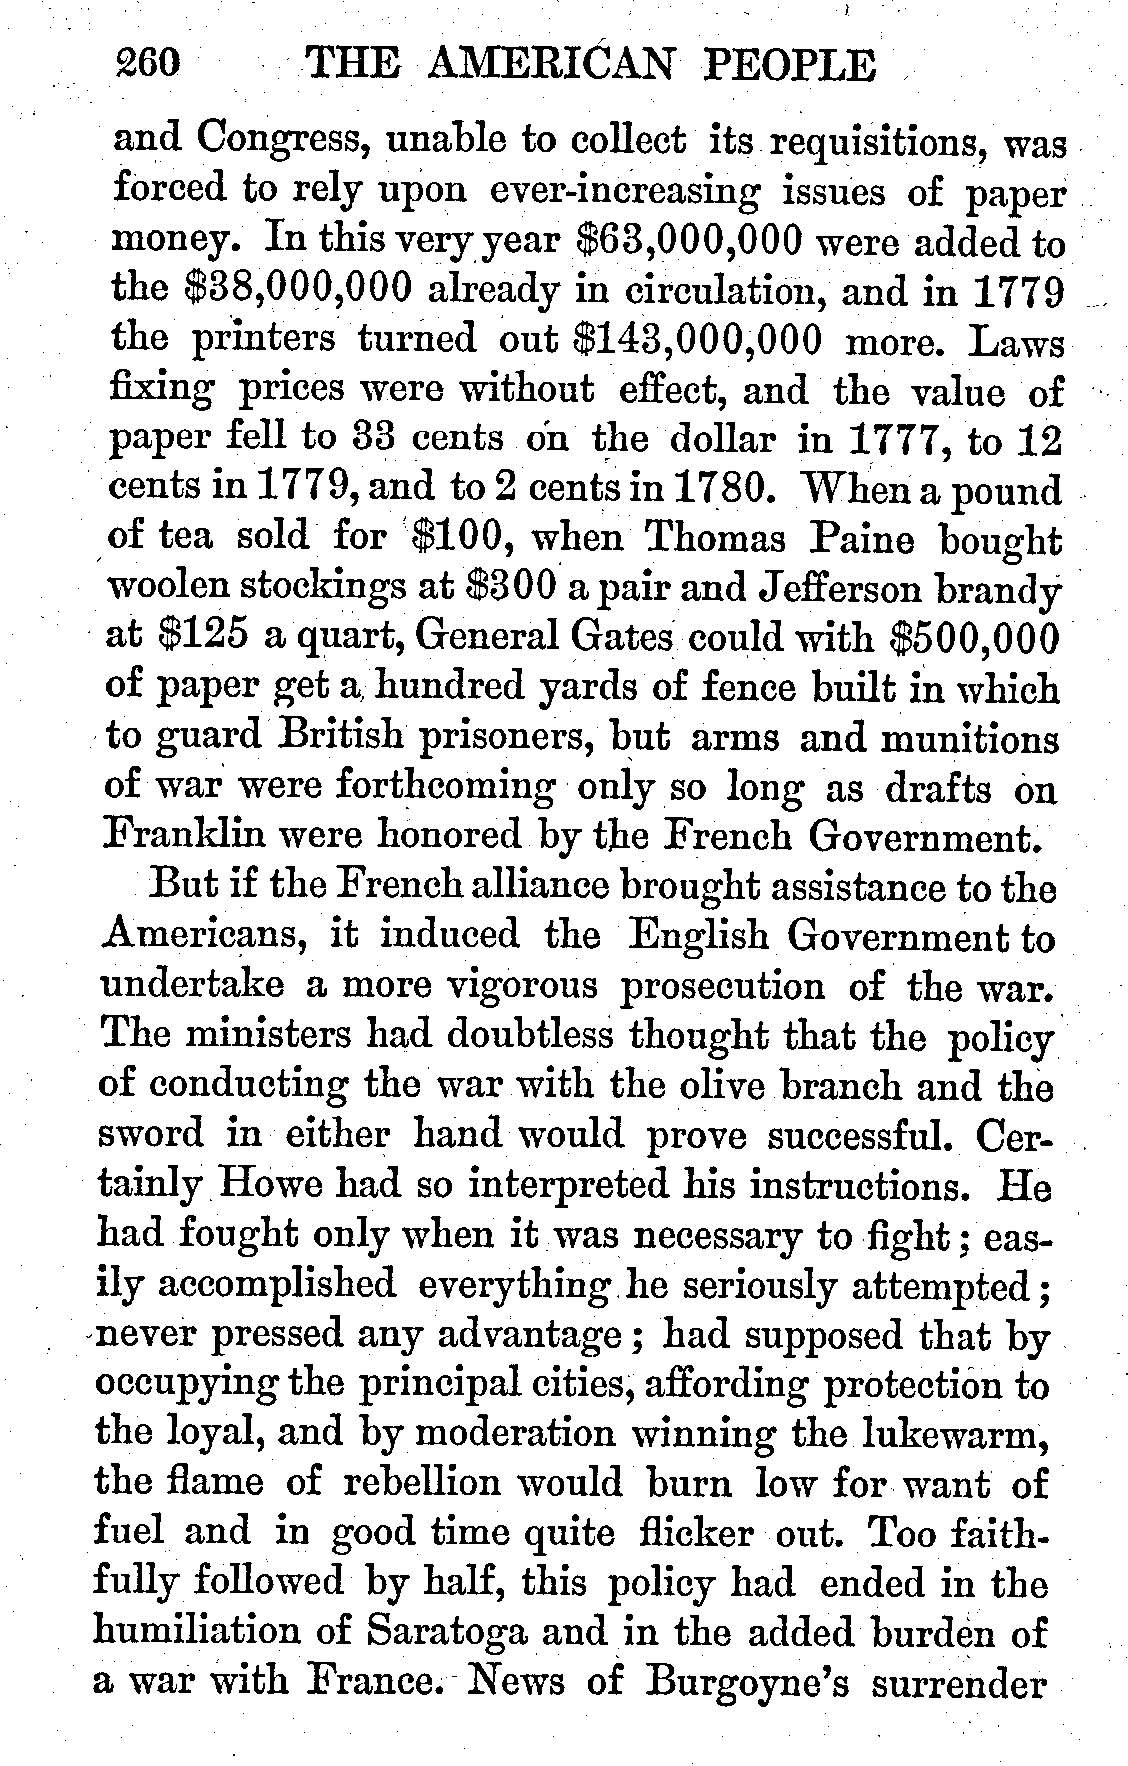 260 THE AMERICAN PEOPLE
and Congress, unable to collect its requisitions, was
forced to rely upon ever-increasing issues of paper
money. In this very year $63,000,000 were added to
the $38,000,000 already in circulation, and in 1779
the printers turned out $143,000,000 more. Laws
fixing prices were without effect, and the value of
paper fell to 33 cents on the dollar in 1777, to 12
cents in 1779, and to 2 cents in 1780. When a pound
of tea sold for $100, when Thomas Paine bought
woolen stockings at $300 a pair and Jefferson brandy
at $125 a quart, General Gates could with $500,000
of paper get a hundred yards of fence built in which
to guard British prisoners, but arms and munitions
of war were forthcoming only so long as drafts on
Franklin were honored by the French Government.
But if the French alliance brought assistance to the
Americans, it induced the English Government to
undertake a more vigorous prosecution of the war.
The ministers had doubtless thought that the policy
of conducting the war with the olive branch and the
sword in either hand would prove successful. Cer-
tainly Howe had so interpreted his instructions. He
had fought only when it was necessary to fight; eas-
ily accomplished everything he seriously attempted;
never pressed any advantage; had supposed that by
occupying the principal cities, affording protection to
the loyal, and by moderation winning the lukewarm,
the flame of rebellion would burn low for want of
fuel and in good time quite flicker out. Too faith-
fully followed by half, this policy had ended in the
humiliation of Saratoga and in the added burden of
a war with France. News of Burgoyne's surrender